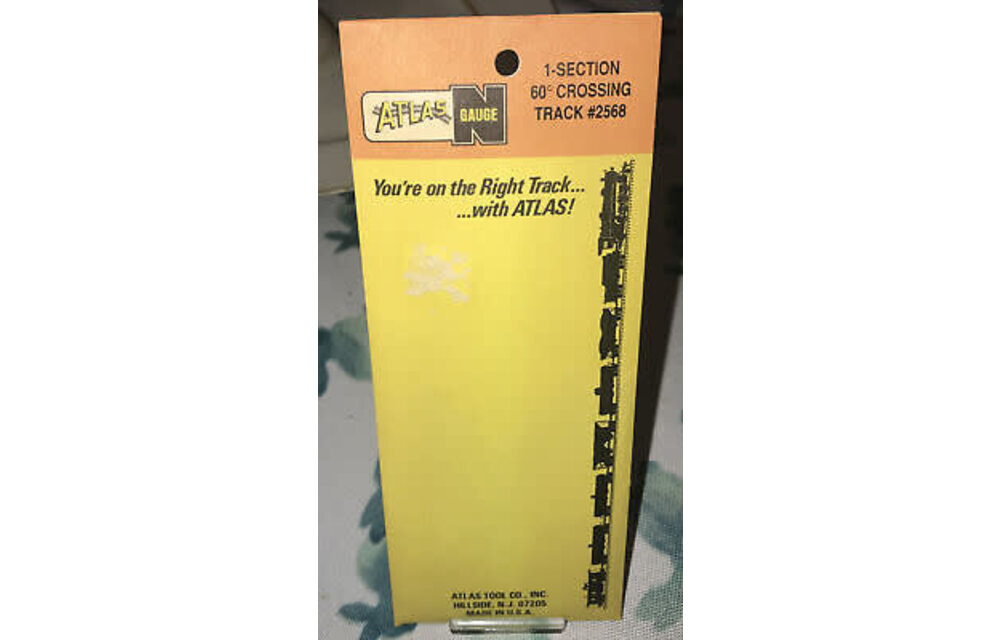 1-SECTION
60° CROSSING
TRACK #2568
ATLAS N
GAUGE
You're on the Right Track...
...with ATLAS!
ATLAS TOOL CO., INC.
HILLSIDE, N.J. 07205
MADE IN U.S.A.